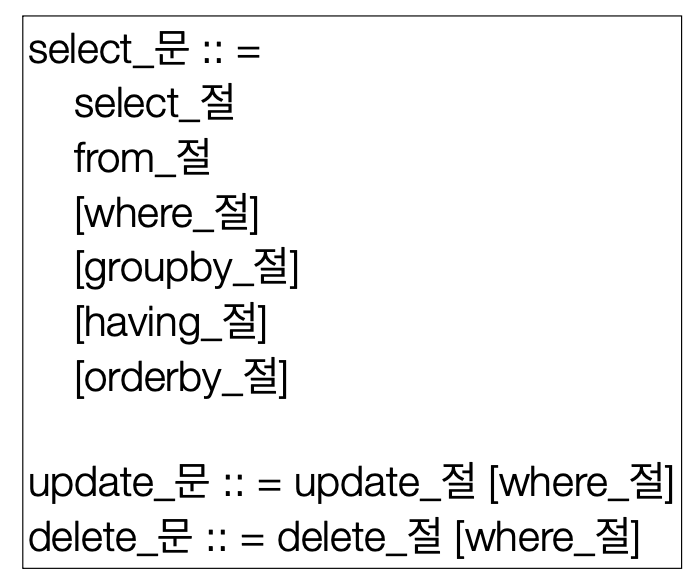 select_문 :: =
select_절
from_절
[where_절]
[groupby_절]
[having_절]
[orderby_절]
update_문 :: = update_절 [where_절]
delete_문 :: = delete_절 [where_절]